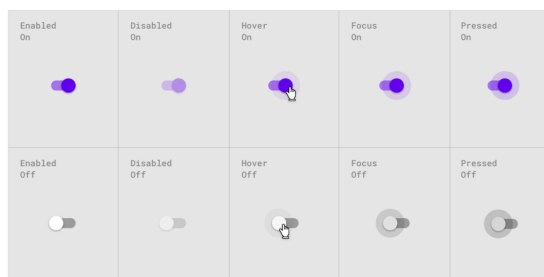 Enabled
On
Disabled
On
Hover
On
Focus
On
Pressed
On
Enabled
Off
Disabled
Off
Hover
Off
Focus
Off
Pressed
Off